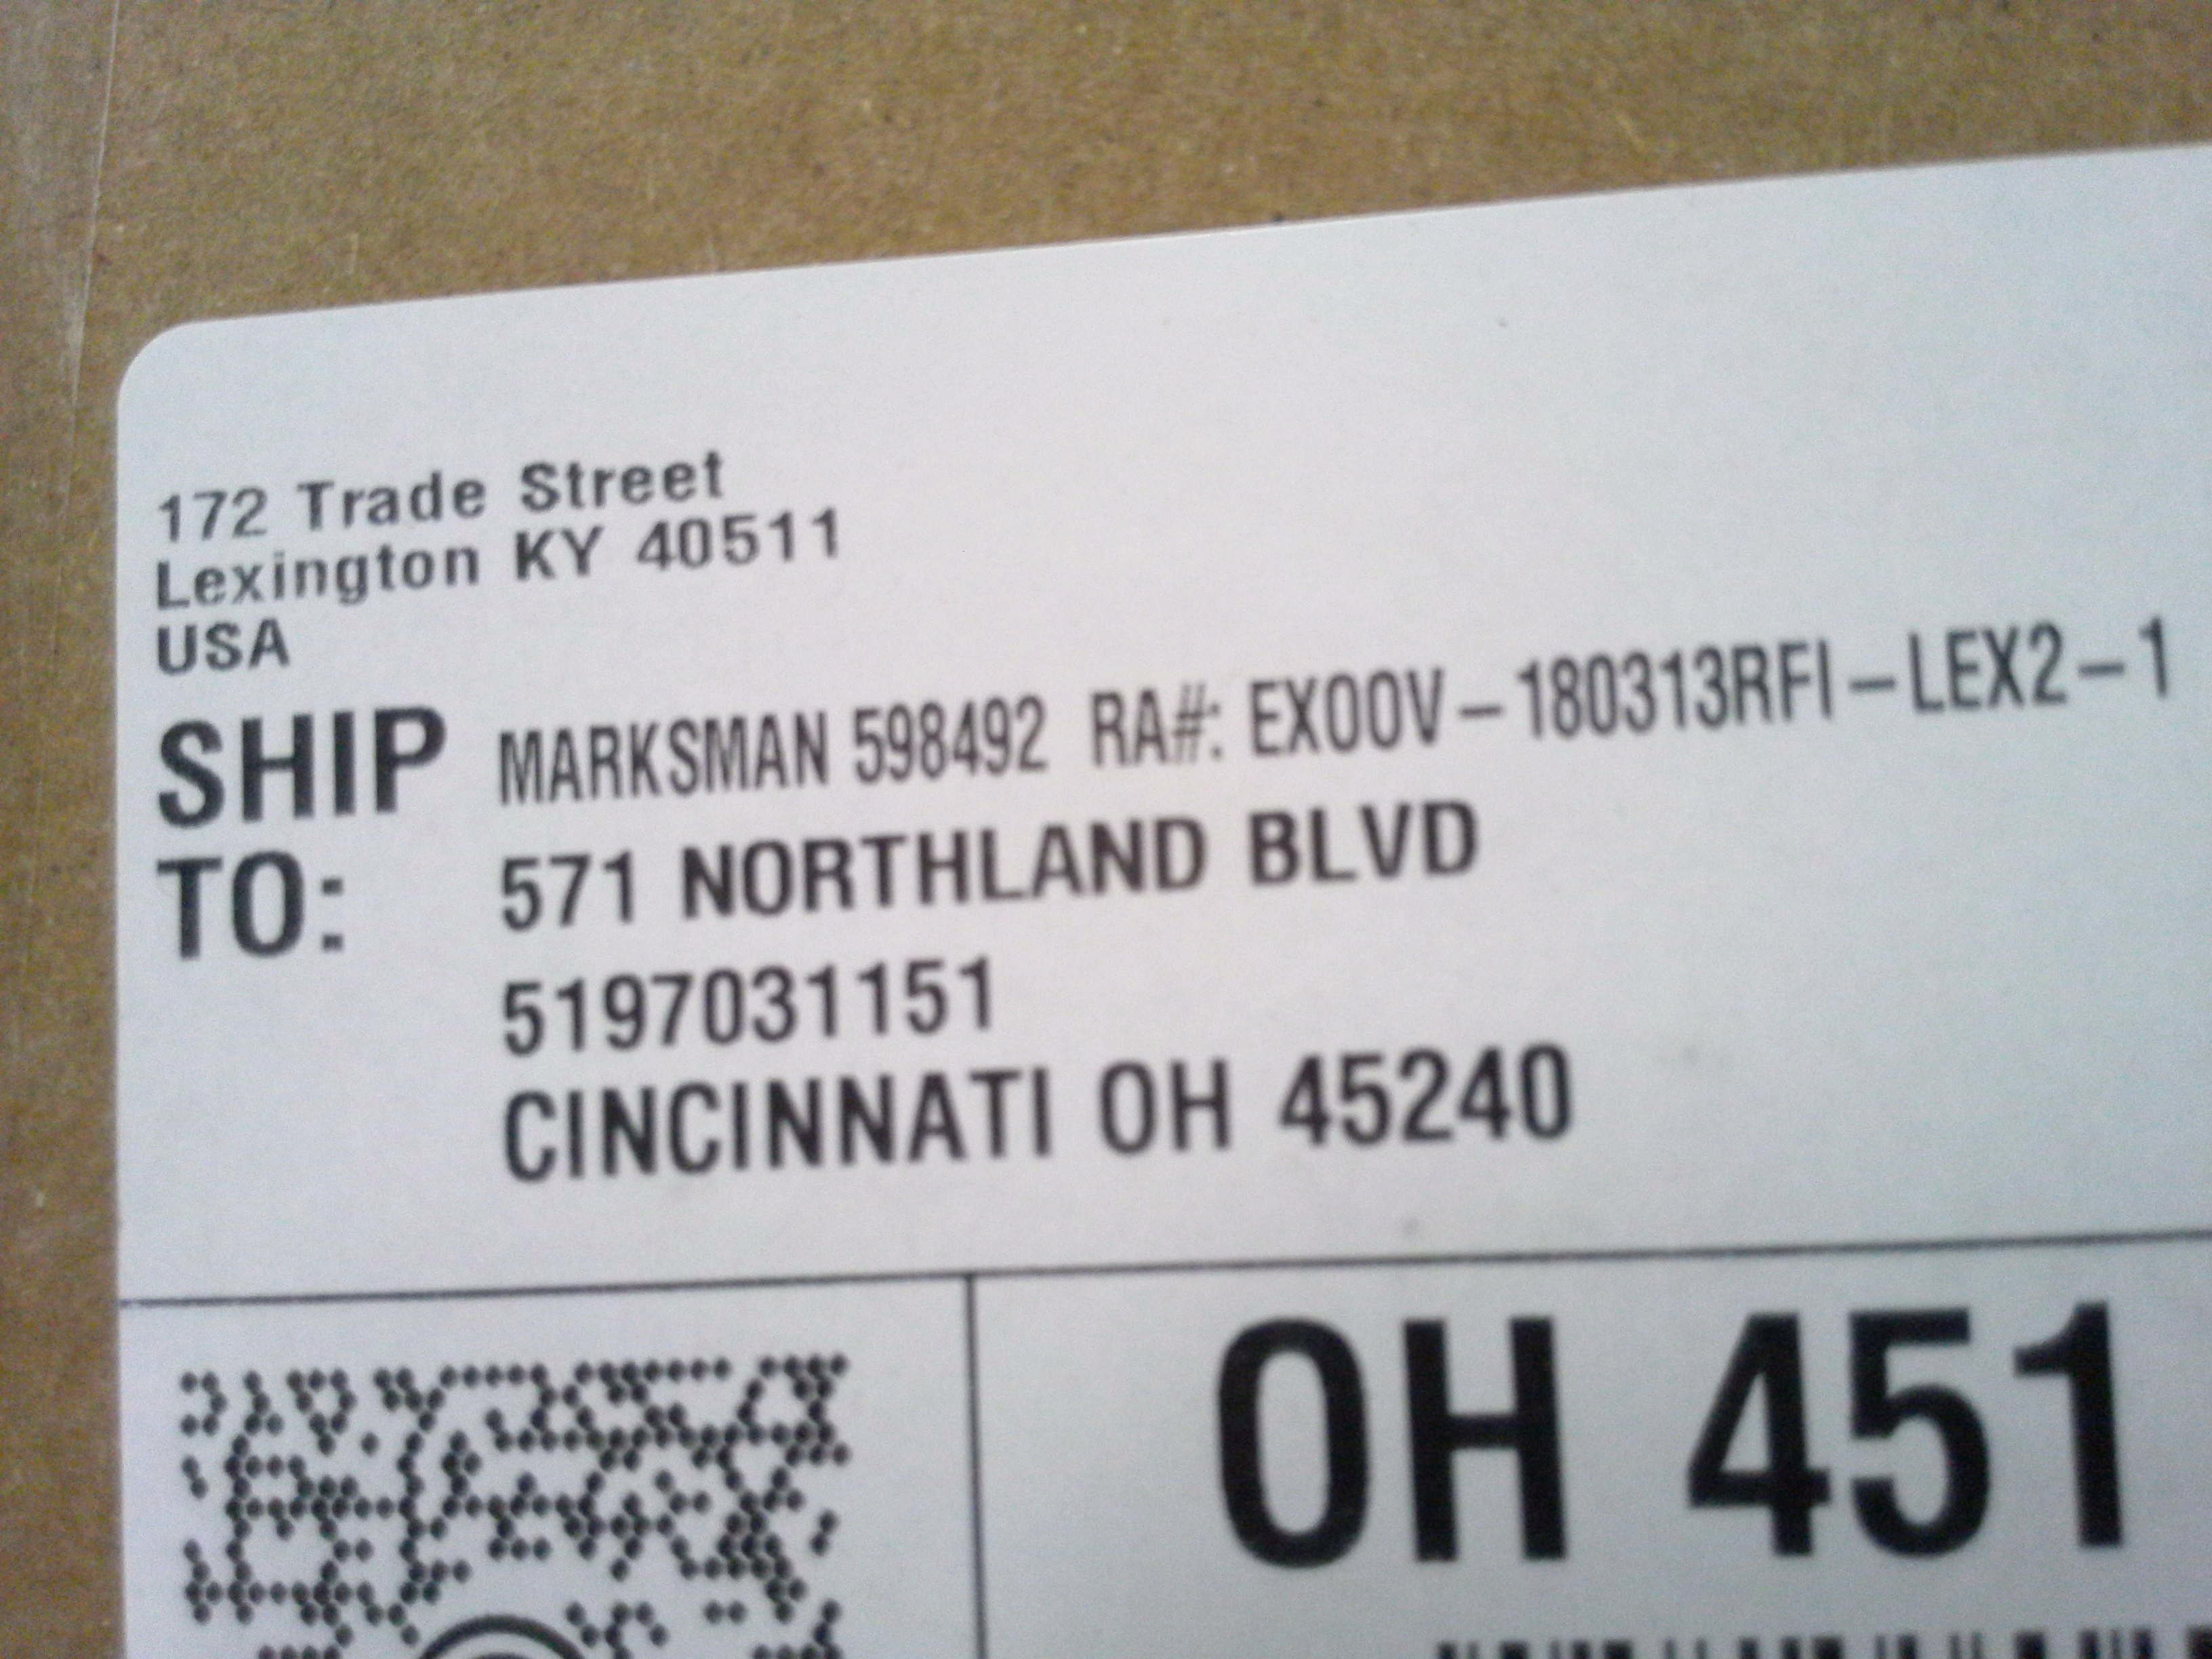 172 Trade Street
Lexington KY 40511
USA
SHIP TO:
MARKSMAN 598492 RA#: EX00V-180313RFI-LEX2-1
571 NORTHLAND BLVD
5197031151
CINCINNATI OH 45240
OH 451